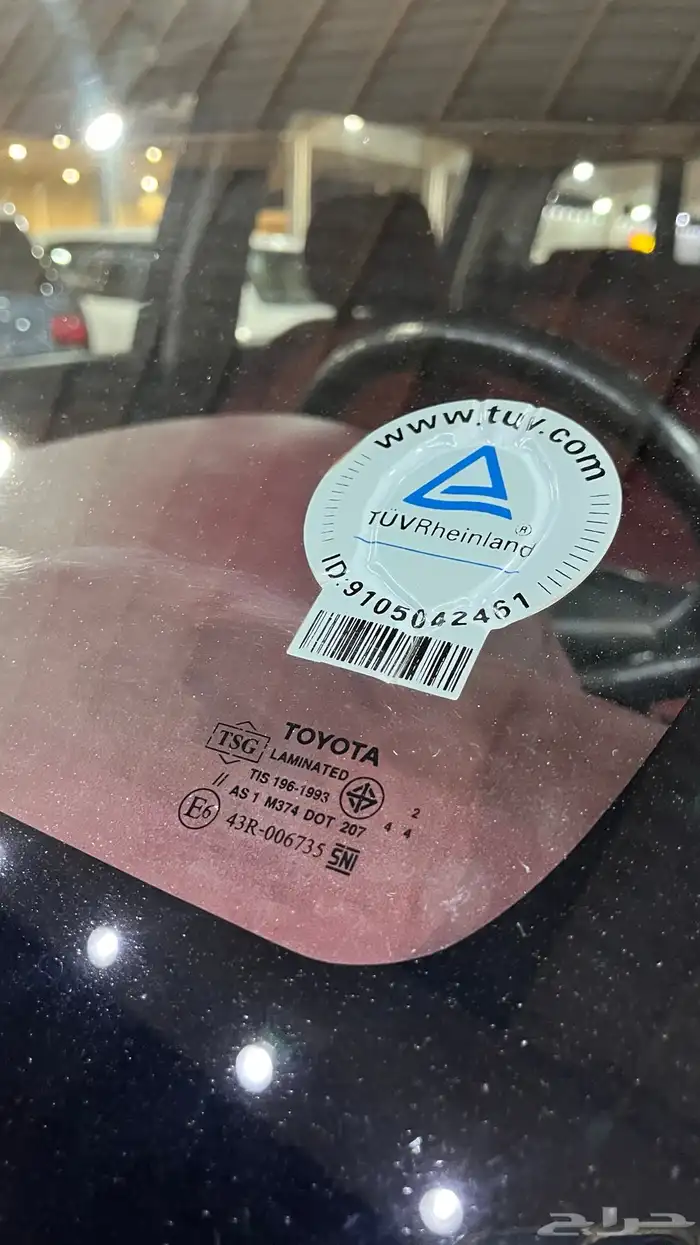 www.tuv.com
TÜVRheinland®
ID:9105042461
TSG
TOYOTA
LAMINATED
TIS 196-1993
// AS 1 M374 DOT 207
2
4 4
E6 43R-006735 SNI
حراج